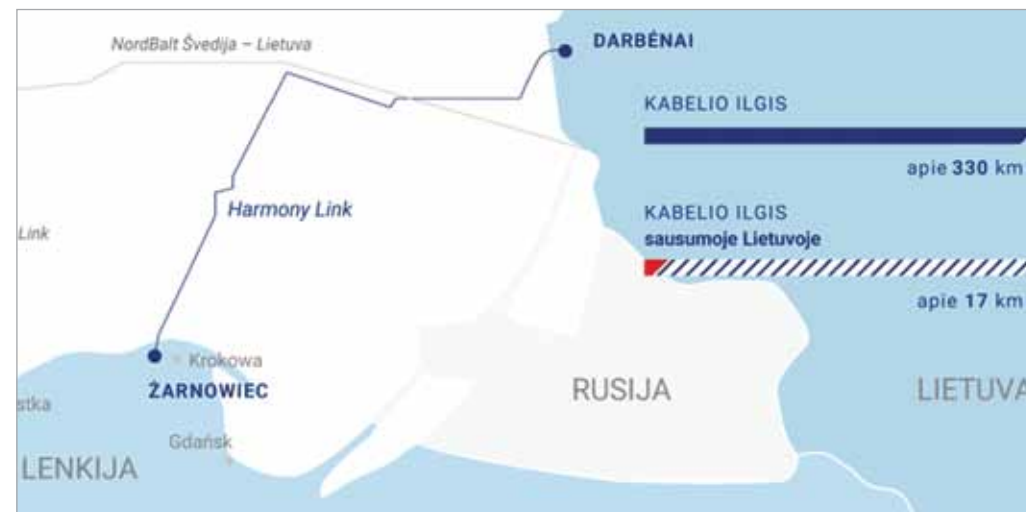 NordBalt Švedija – Lietuva
DARBĖNAI
KABELIO ILGIS
apie 330 km
Harmony Link
KABELIO ILGIS
sausumoje Lietuvoje
Link
apie 17 km
Krokowa
ŽARNOWIEC
RUSIJA
LIETUVA
stka
Gdańsk
LENKIJA